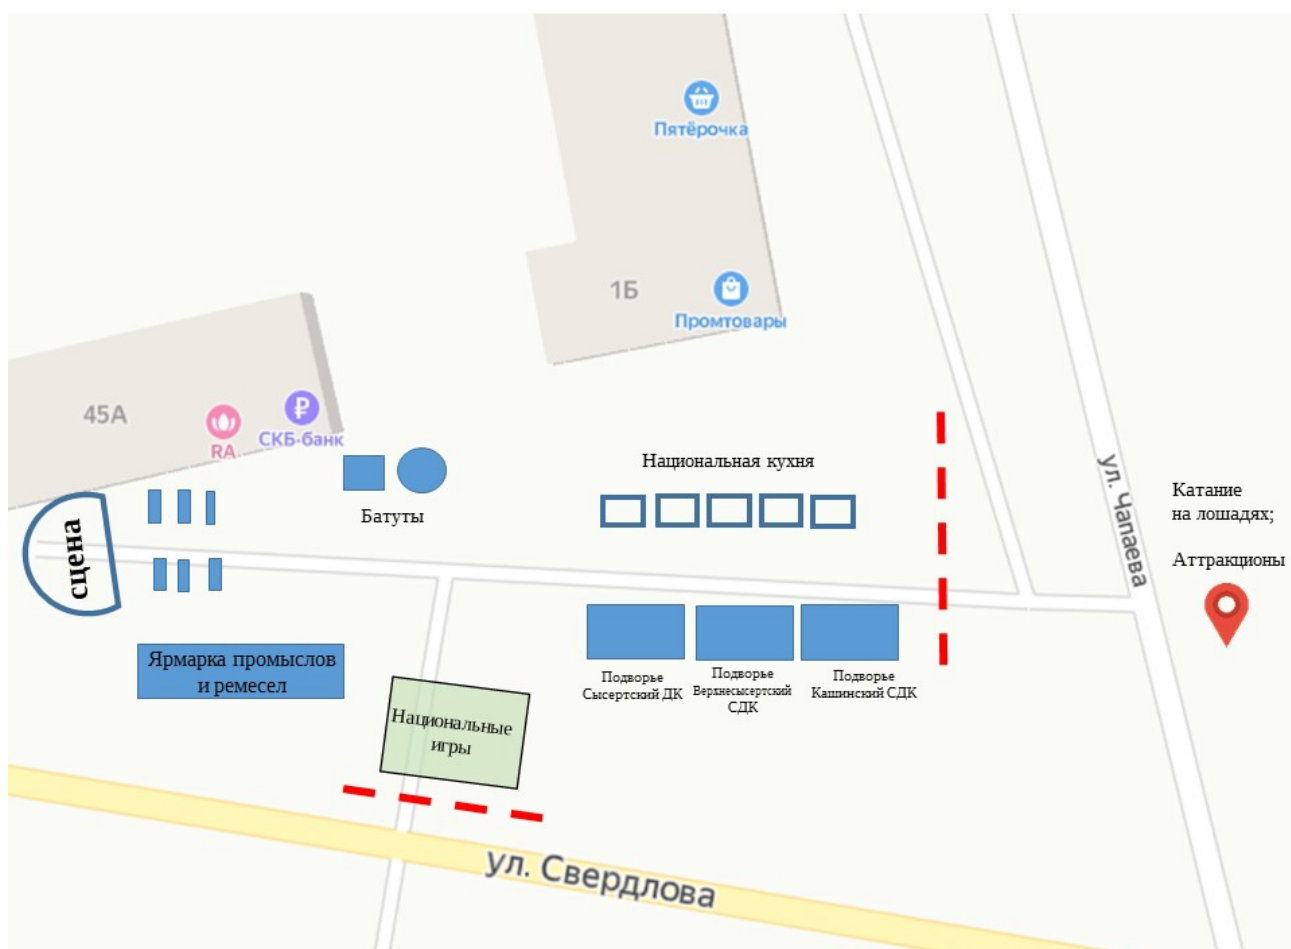 Пятёрочка
1Б
Промтовары
45А
RA
СКБ-банк
Национальная кухня
Батуты
сцена
ул. Чапаева
Катание
на лошадях;
Аттракционы
Ярмарка промыслов
и ремесел
Подворье
Сысертский ДК
Подворье
Верхнесысертский
СДК
Подворье
Кашинский СДК
Национальные
игры
ул. Свердлова